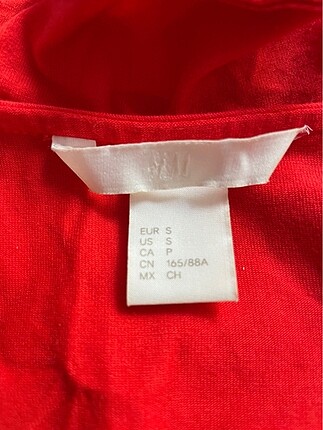 EUR S
US S
CA P
CN 165/88A
MX CH